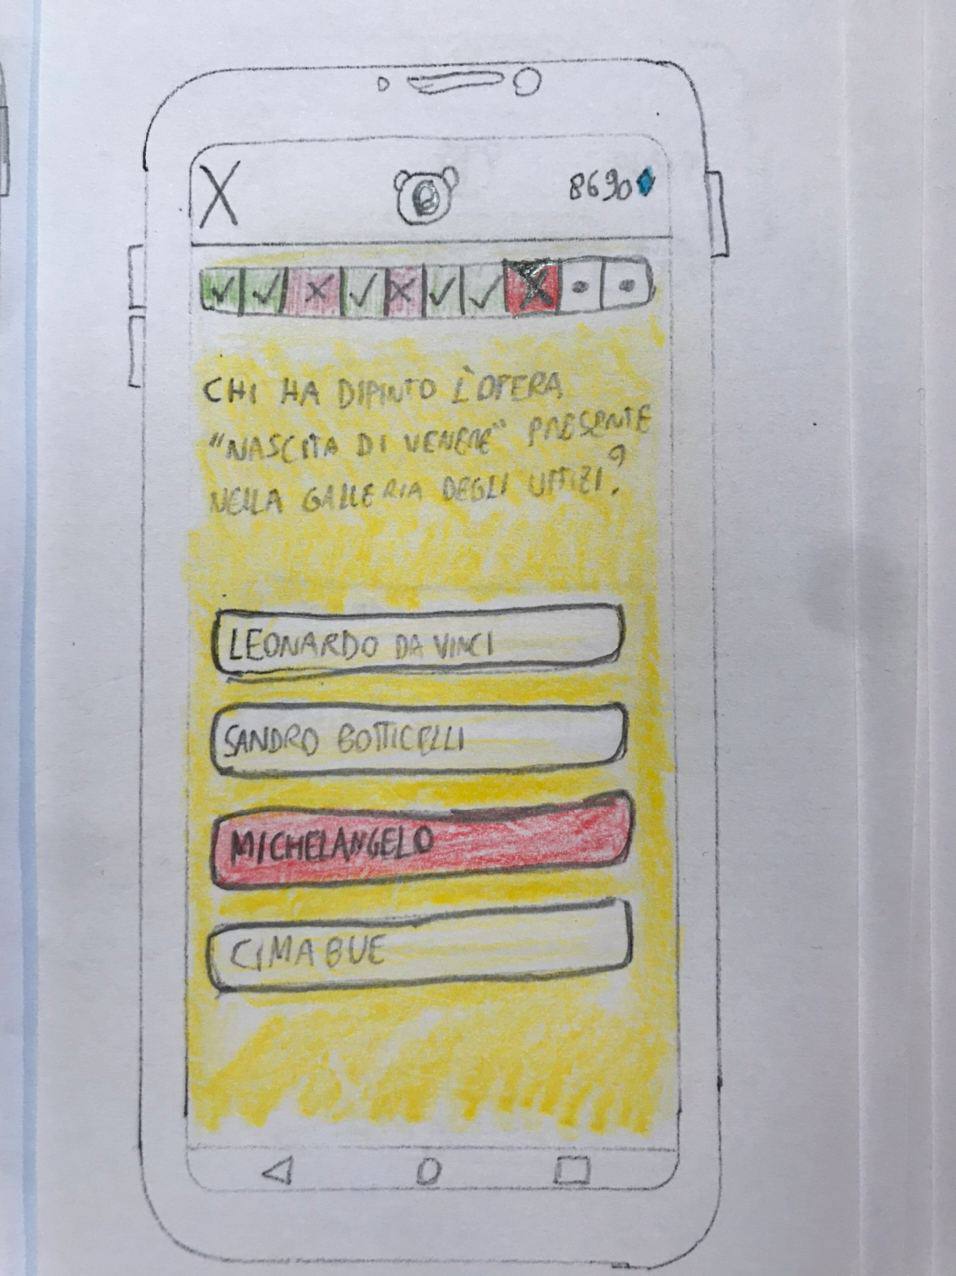 X
8690
CHI HA DIPINTO L'OPERA
"NASCITA DI VENERE" PRESENTE
NELLA GALLERIA DEGLI UFFIZI?
LEONARDO DA VINCI
SANDRO BOTTICELLI
MICHELANGELO
CIMABUE